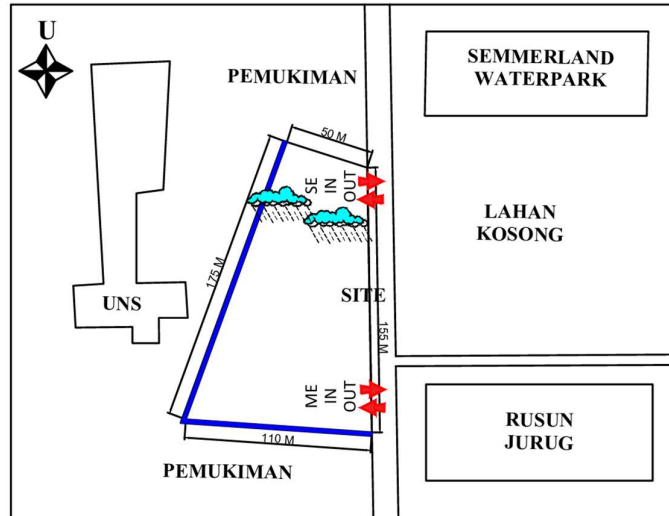 U
PEMUKIMAN
SEMMERLAND
WATERPARK
50 M
SE
IN
OUT
LAHAN
KOSONG
175 M
UNS
SITE
155 M
ME
IN
OUT
110 M
PEMUKIMAN
RUSUN
JURUG